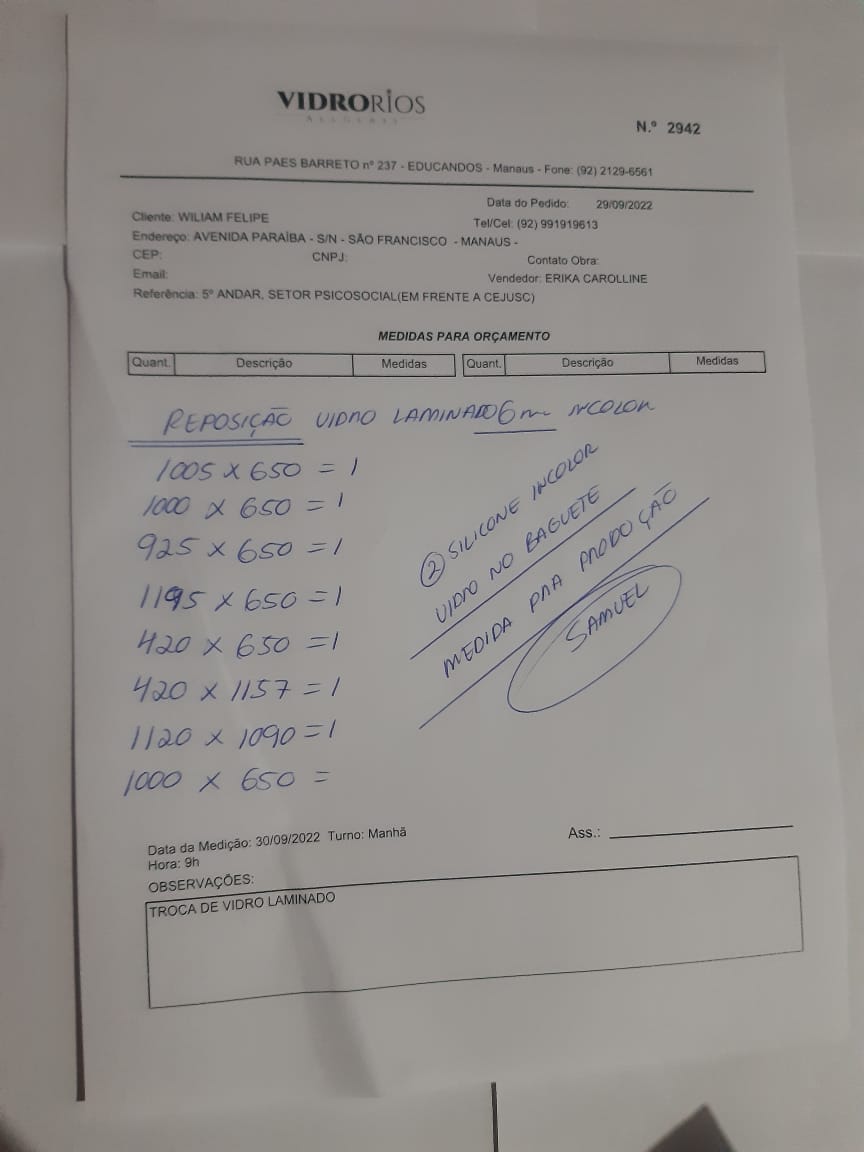 VIDRORIOS
N.º 2942
RUA PAES BARRETO nº 237 - EDUCANDOS - Manaus - Fone: (92) 2129-6561
Data do Pedido: 29/09/2022
Cliente: WILIAM FELIPE
Tel/Cel: (92) 991919613
Endereço: AVENIDA PARAÍBA - S/N - SÃO FRANCISCO - MANAUS -
CEP: CNPJ: Contato Obra:
Email: Vendedor: ERIKA CAROLLINE
Referência: 5º ANDAR, SETOR PSICOSOCIAL(EM FRENTE A CEJUSC)
MEDIDAS PARA ORÇAMENTO
Quant. Descrição Medidas Quant. Descrição Medidas
REPOSIÇÃO VIDRO LAMINADO 6mm INCOLOR
1005 x 650 = 1
1000 x 650 = 1
925 x 650 = 1
1195 x 650 = 1
420 x 650 = 1
420 x 1157 = 1
1120 x 1090 = 1
1000 x 650 =
2 SILICONE INCOLOR
VIDRO NO BAGUETE
MEDIDA PRA PRODUÇÃO
SAMUEL
Data da Medição: 30/09/2022 Turno: Manhã
Hora: 9h
Ass.:
OBSERVAÇÕES:
TROCA DE VIDRO LAMINADO